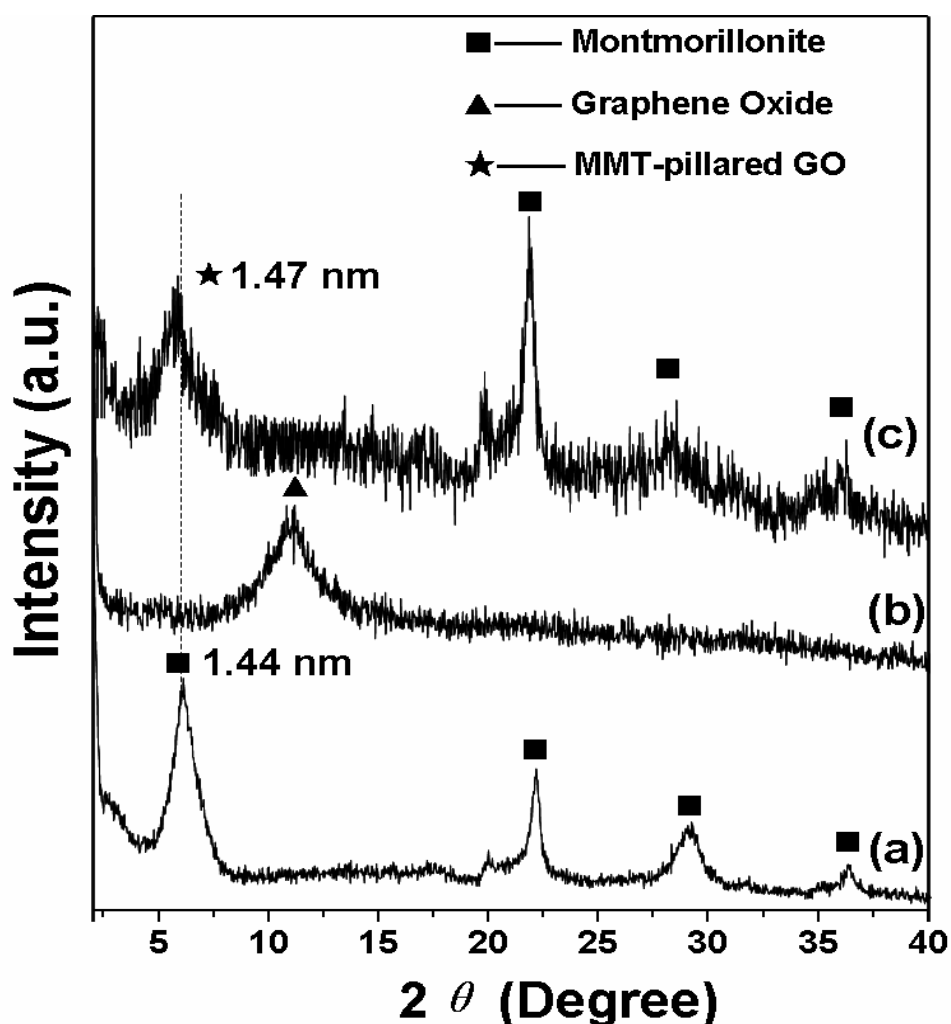 Montmorillonite
Graphene Oxide
MMT-pillared GO
1.47 nm
(c)
(b)
1.44 nm
(a)
Intensity (a.u.)
5 10 15 20 25 30 35 40
2 θ (Degree)